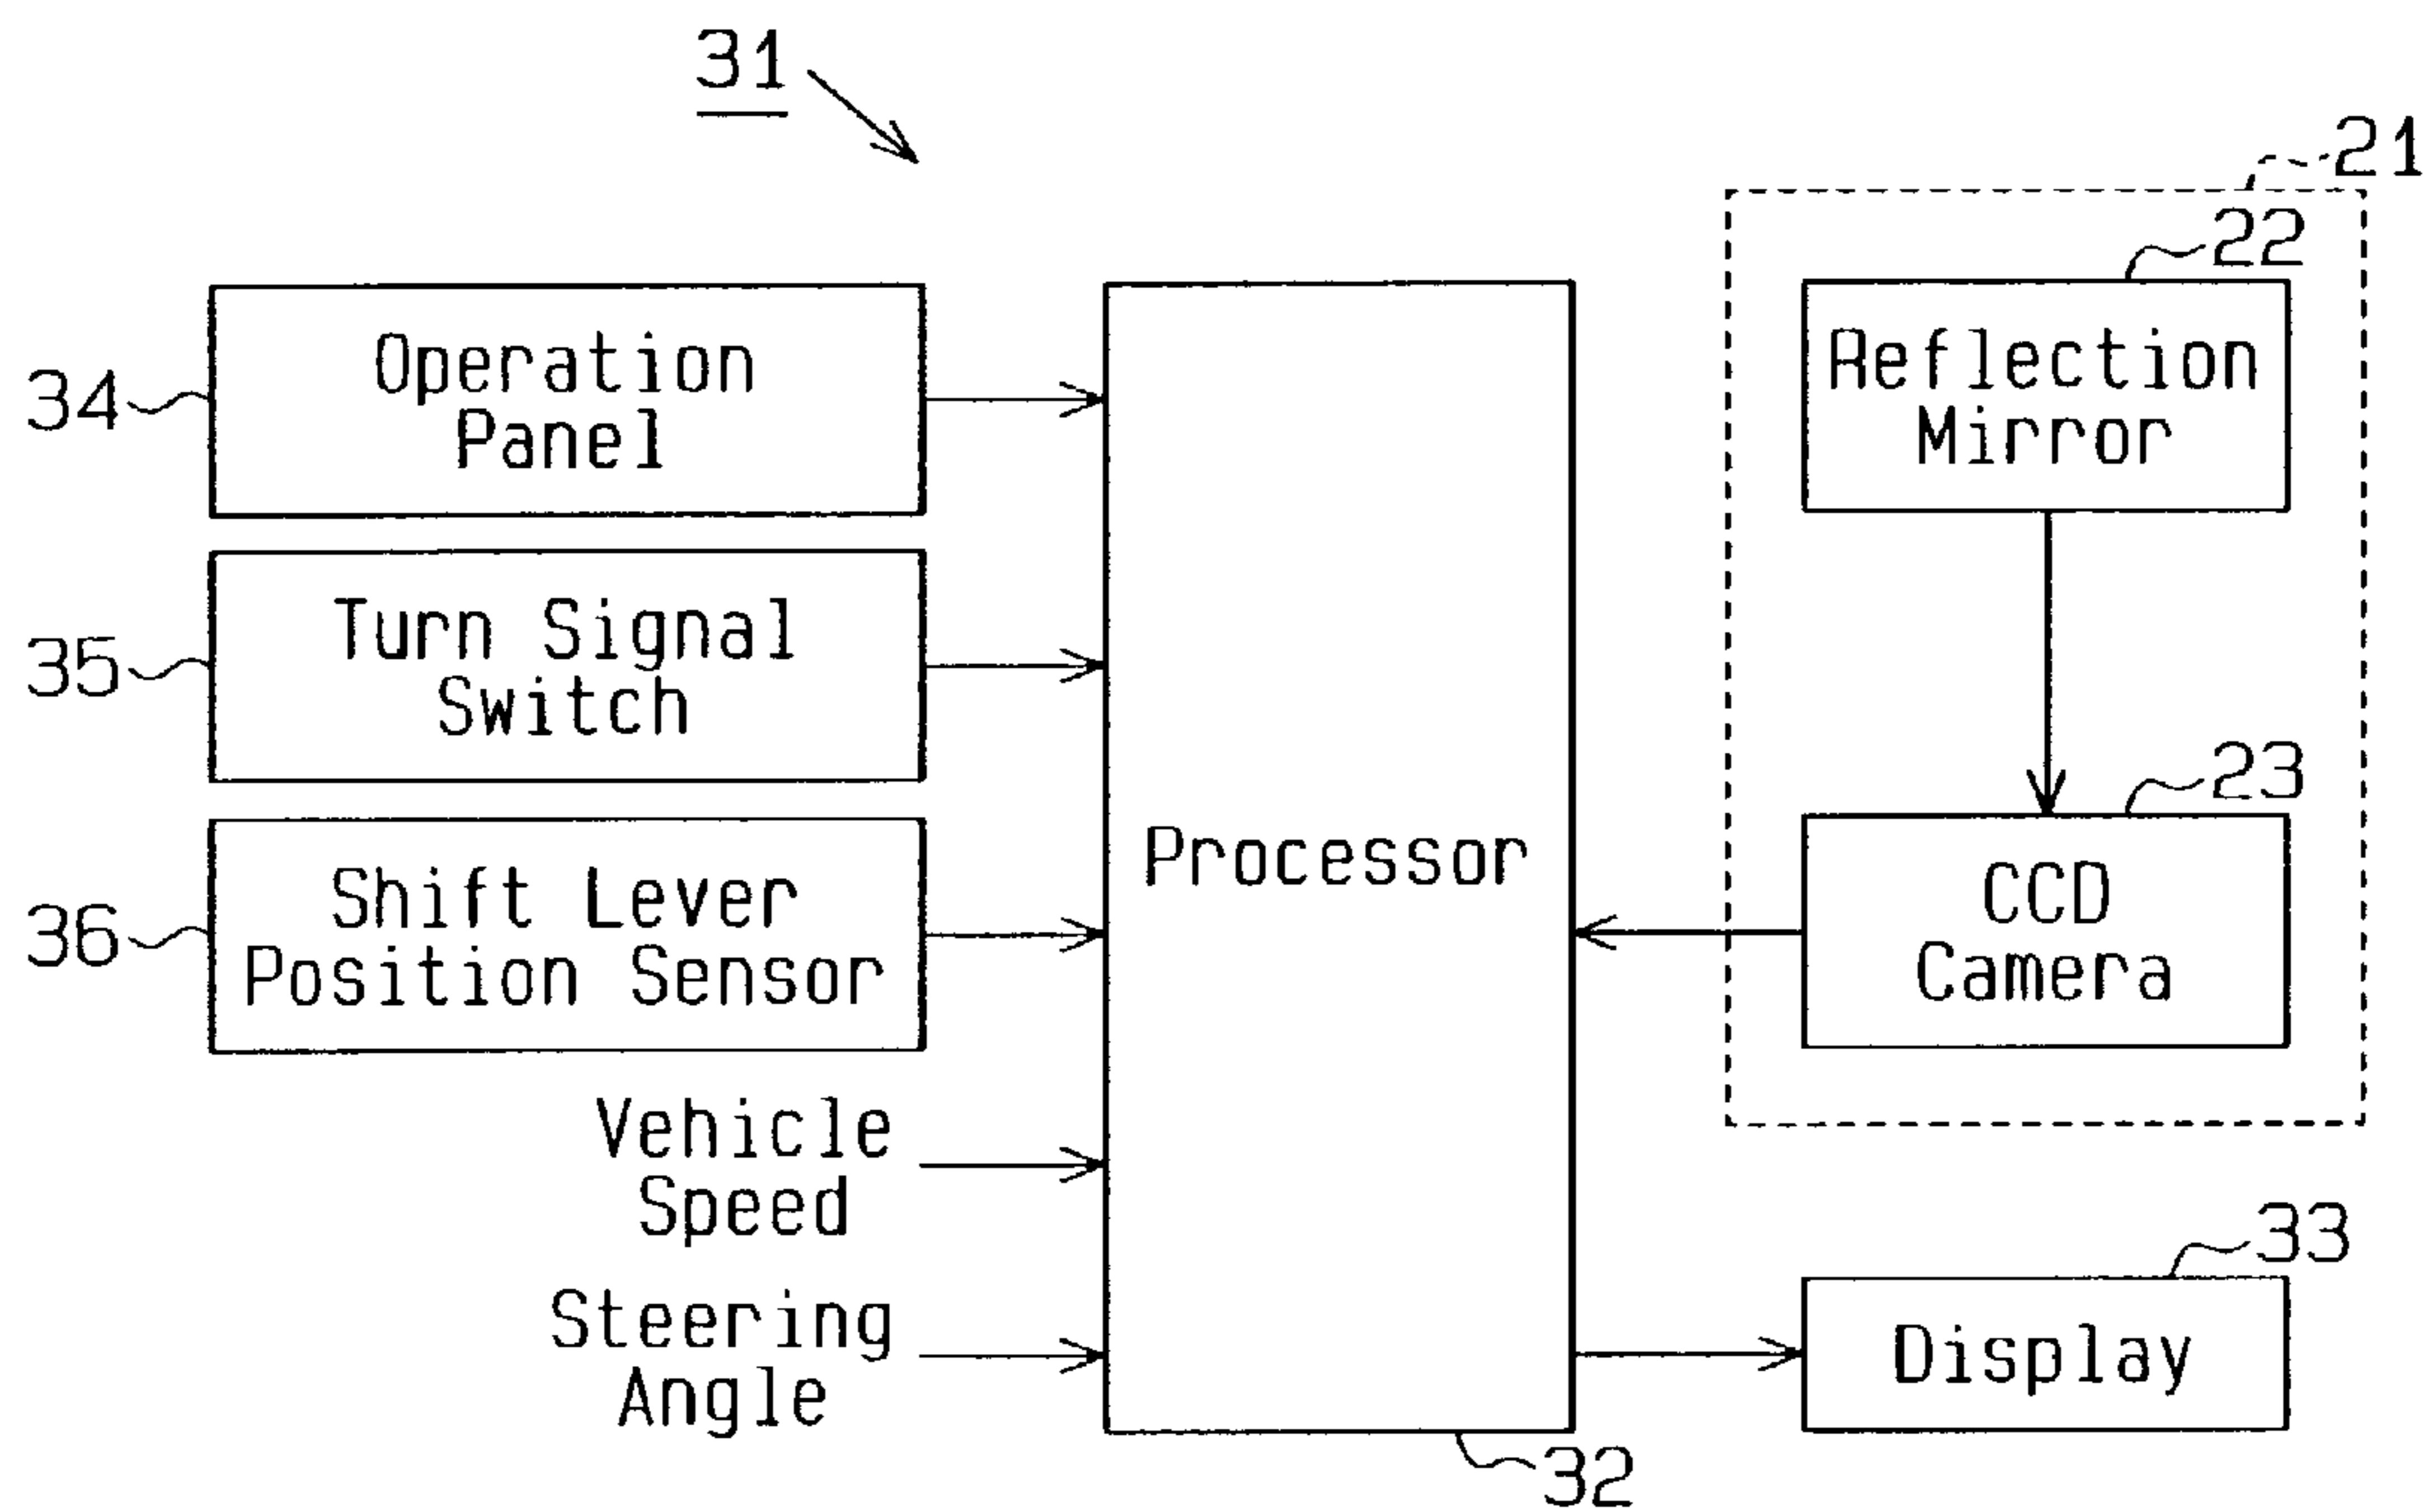 31
21
22
Reflection
Mirror
34
Operation
Panel
35
Turn Signal
Switch
23
CCD
Camera
Processor
36
Shift Lever
Position Sensor
Vehicle
Speed
33
Display
Steering
Angle
32